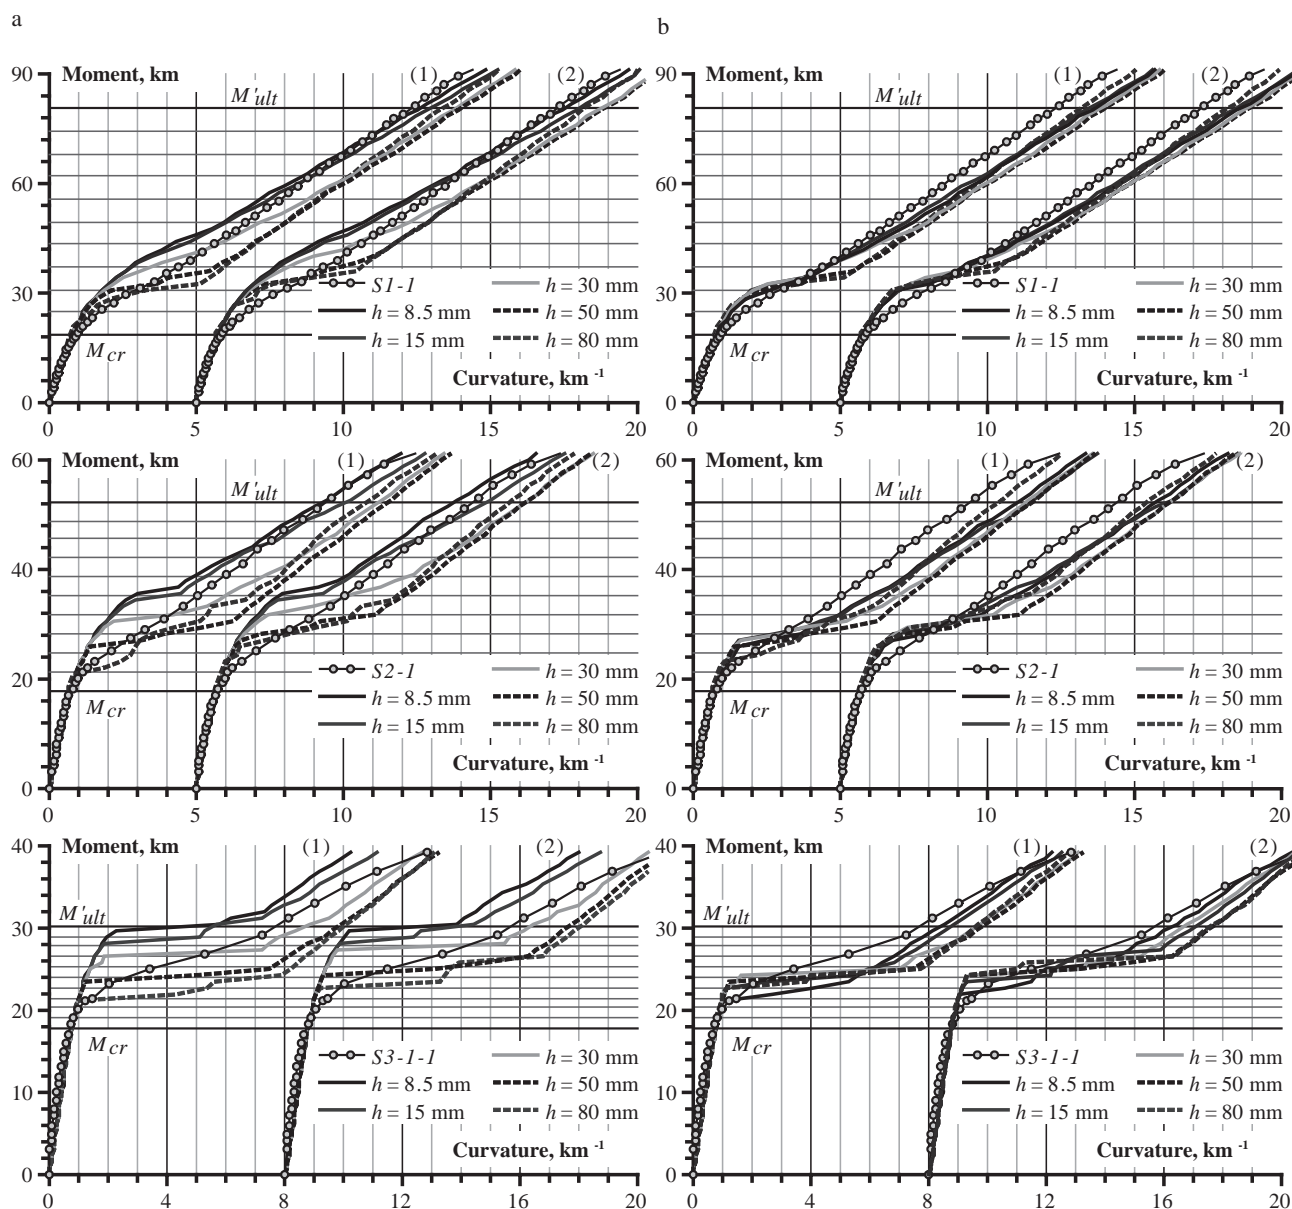 a
b
90
Moment, km
(1)
(2)
M'ult
60
30
S1-1
h = 8.5 mm
h = 15 mm
h = 30 mm
h = 50 mm
h = 80 mm
Mcr
Curvature, km -1
0
0
5
10
15
20
90
Moment, km
(1)
(2)
M'ult
60
30
S1-1
h = 8.5 mm
h = 15 mm
h = 30 mm
h = 50 mm
h = 80 mm
Mcr
Curvature, km -1
0
0
5
10
15
20
60
Moment, km
(1)
(2)
M'ult
40
20
S2-1
h = 8.5 mm
h = 15 mm
h = 30 mm
h = 50 mm
h = 80 mm
Mcr
Curvature, km -1
0
0
5
10
15
20
60
Moment, km
(1)
(2)
M'ult
40
20
S2-1
h = 8.5 mm
h = 15 mm
h = 30 mm
h = 50 mm
h = 80 mm
Mcr
Curvature, km -1
0
0
5
10
15
20
40
Moment, km
(1)
(2)
M'ult
30
20
Mcr
S3-1-1
h = 8.5 mm
h = 15 mm
h = 30 mm
h = 50 mm
h = 80 mm
10
Curvature, km -1
0
0
4
8
12
16
20
40
Moment, km
(1)
(2)
M'ult
30
20
Mcr
S3-1-1
h = 8.5 mm
h = 15 mm
h = 30 mm
h = 50 mm
h = 80 mm
10
Curvature, km -1
0
0
4
8
12
16
20